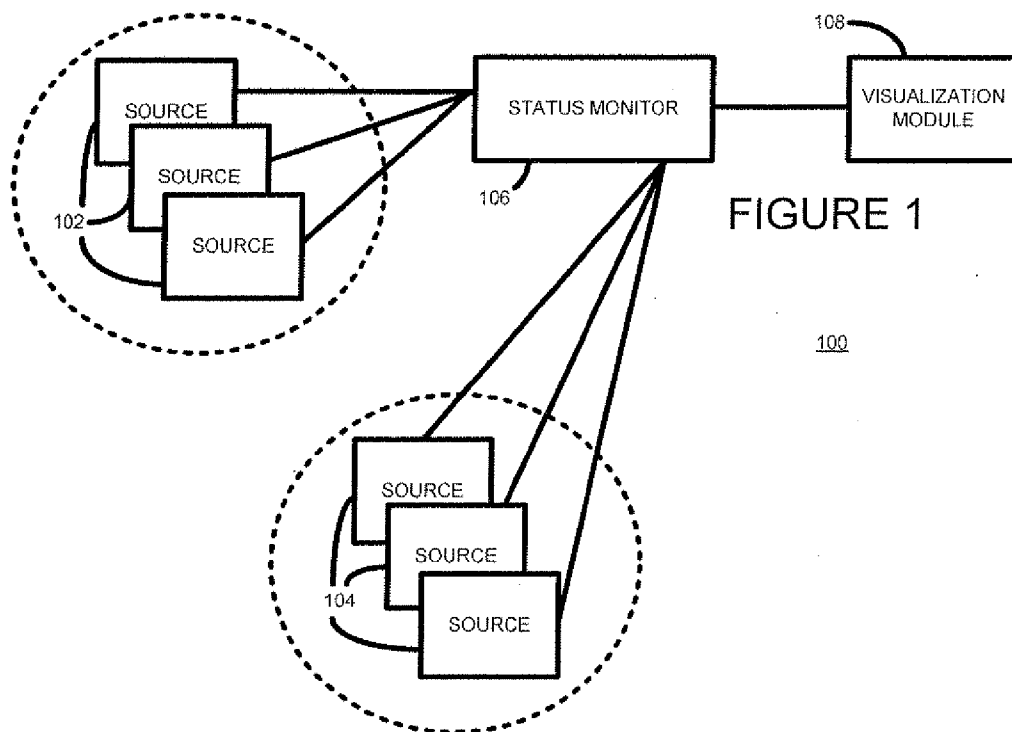 108
SOURCE
SOURCE
SOURCE
102
STATUS MONITOR
106
VISUALIZATION
MODULE
FIGURE 1
100
SOURCE
SOURCE
SOURCE
104